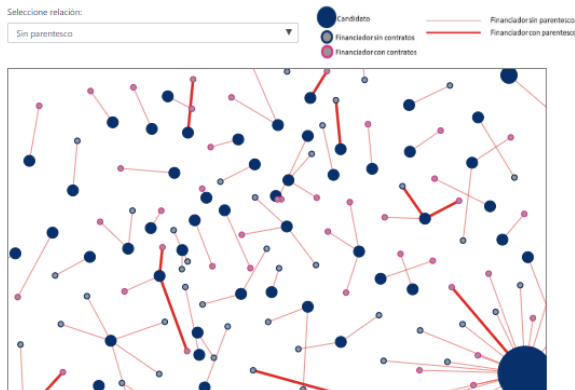 Seleccione relación:
Sin parentesco
Candidato
Financiador sin contratos
Financiador con contratos
Financiador sin parentesco
Financiador con parentesco